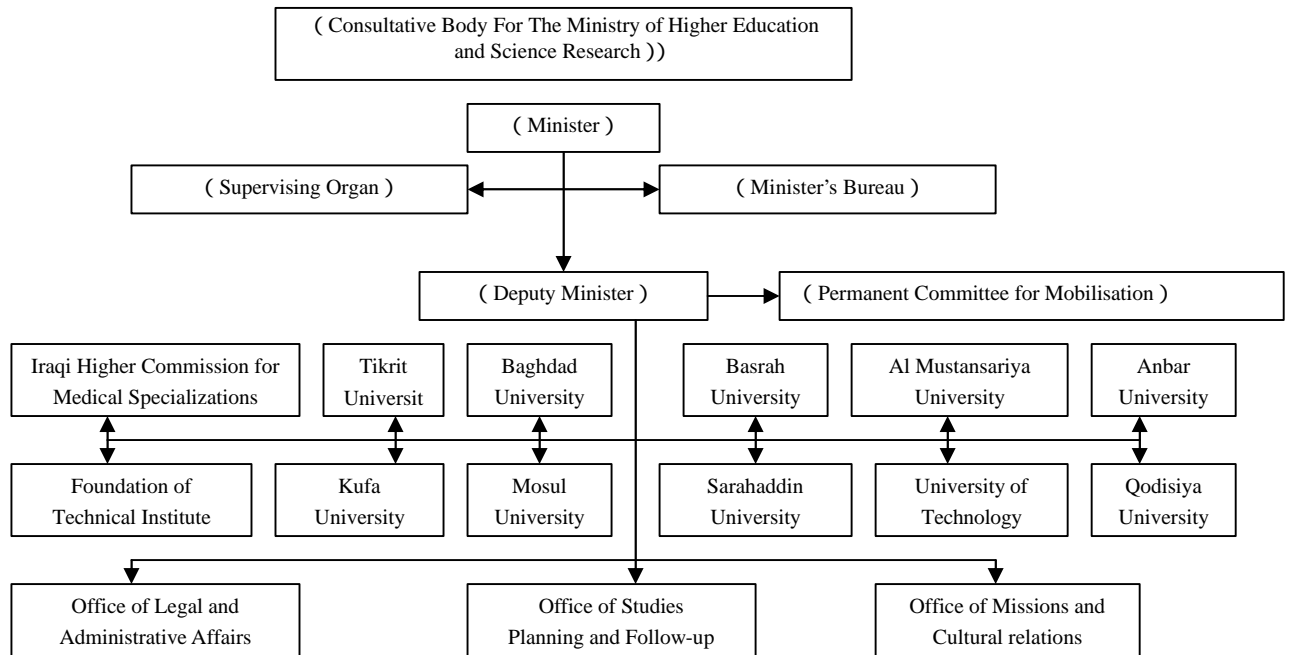 ( Consultative Body For The Ministry of Higher Education
and Science Research ))
( Minister )
( Supervising Organ )
( Minister's Bureau )
( Deputy Minister )
( Permanent Committee for Mobilisation )
Iraqi Higher Commission for
Medical Specializations
Tikrit
Universit
Baghdad
University
Basrah
University
Al Mustansariya
University
Anbar
University
Foundation of
Technical Institute
Kufa
University
Mosul
University
Sarahaddin
University
University of
Technology
Qodisiya
University
Office of Legal and
Administrative Affairs
Office of Studies
Planning and Follow-up
Office of Missions and
Cultural relations